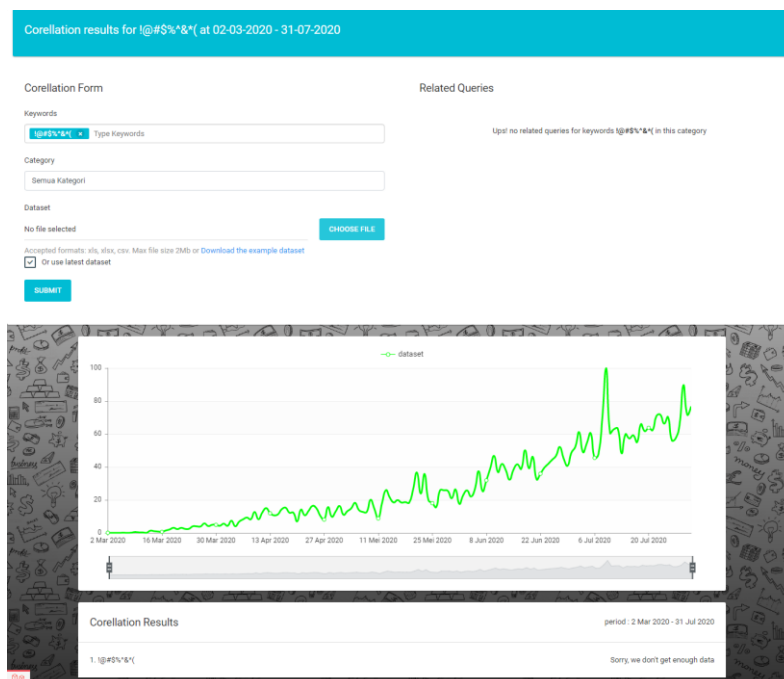 Corellation results for !@#$%^&*( at 02-03-2020 - 31-07-2020
Corellation Form
Keywords
!@#$%^&*( × Type Keywords
Category
Semua Kategori
Dataset
No file selected
CHOOSE FILE
Accepted formats: xls, xlsx, csv. Max file size 2Mb or Download the example dataset
Or use latest dataset
SUBMIT
Related Queries
Ups! no related queries for keywords !@#$%^&*( in this category
dataset
100
80
60
40
20
0
2 Mar 2020 16 Mar 2020 30 Mar 2020 13 Apr 2020 27 Apr 2020 11 Mei 2020 25 Mei 2020 8 Jun 2020 22 Jun 2020 6 Jul 2020 20 Jul 2020
Corellation Results
period : 2 Mar 2020 - 31 Jul 2020
1. !@#$%^&*(
Sorry, we don't get enough data